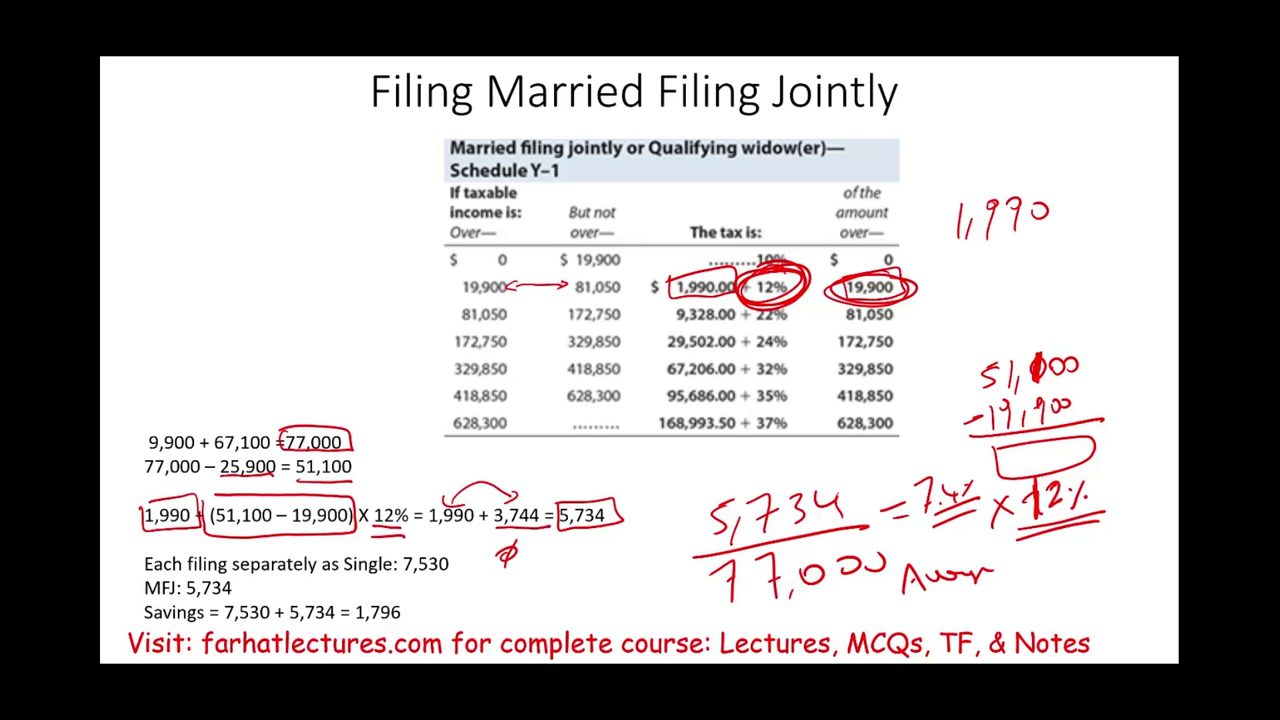 Filing Married Filing Jointly
Married filing jointly or Qualifying widow(er)—
Schedule Y–1
If taxable income is: Over— But not over— The tax is: of the amount over—
$ 0 $ 19,900 .........10% $ 0
19,900 81,050 $ 1,990.00 + 12% 19,900
81,050 172,750 9,328.00 + 22% 81,050
172,750 329,850 29,502.00 + 24% 172,750
329,850 418,850 67,206.00 + 32% 329,850
418,850 628,300 95,686.00 + 35% 418,850
628,300 ......... 168,993.50 + 37% 628,300
1,990
51,100
-19,900
× 12%
5,734 = 7.4%
77,000
9,900 + 67,100 =77,000
77,000 – 25,900 = 51,100
1,990 + (51,100 – 19,900) X 12% = 1,990 + 3,744 = 5,734
Each filing separately as Single: 7,530
MFJ: 5,734
Savings = 7,530 + 5,734 = 1,796
Visit: farhatlectures.com for complete course: Lectures, MCQs, TF, & Notes